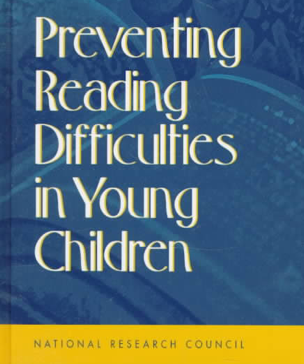 Preventing
Reading
Difficulties
in Young
Children
NATIONAL RESEARCH COUNCIL